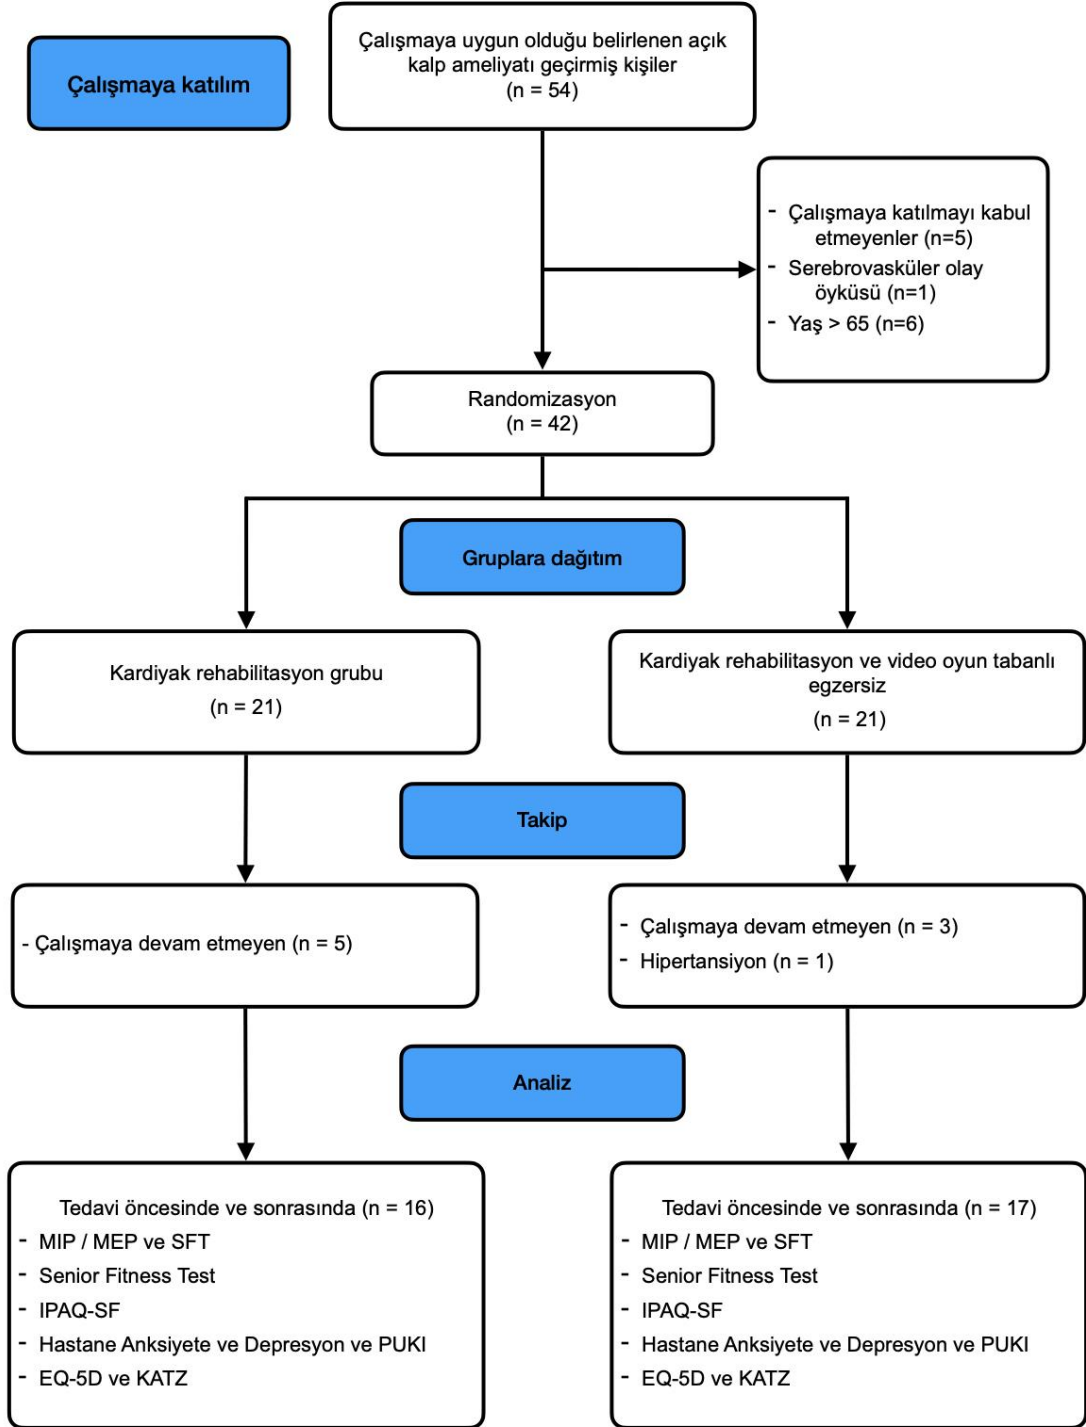 Çalışmaya katılım
Çalışmaya uygun olduğu belirlenen açık
kalp ameliyatı geçirmiş kişiler
(n = 54)
- Çalışmaya katılmayı kabul
etmeyenler (n=5)
- Serebrovasküler olay
öyküsü (n=1)
- Yaş > 65 (n=6)
Randomizasyon
(n = 42)
Gruplara dağıtım
Kardiyak rehabilitasyon grubu
(n = 21)
Kardiyak rehabilitasyon ve video oyun tabanlı
egzersiz
(n = 21)
Takip
- Çalışmaya devam etmeyen (n = 5)
- Çalışmaya devam etmeyen (n = 3)
- Hipertansiyon (n = 1)
Analiz
Tedavi öncesinde ve sonrasında (n = 16)
- MIP / MEP ve SFT
- Senior Fitness Test
- IPAQ-SF
- Hastane Anksiyete ve Depresyon ve PUKI
- EQ-5D ve KATZ
Tedavi öncesinde ve sonrasında (n = 17)
- MIP / MEP ve SFT
- Senior Fitness Test
- IPAQ-SF
- Hastane Anksiyete ve Depresyon ve PUKI
- EQ-5D ve KATZ